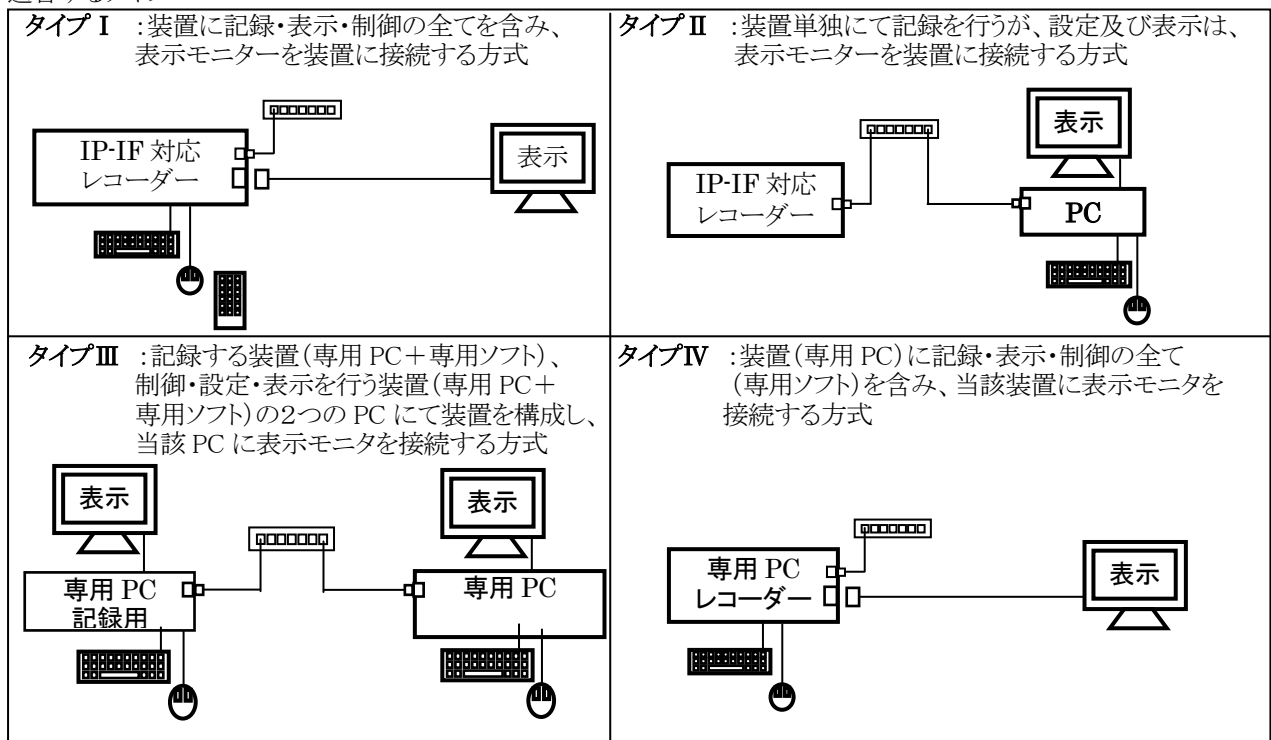 タイプⅠ :装置に記録・表示・制御の全てを含み、
表示モニターを装置に接続する方式
IP-IF 対応
レコーダー
表示
タイプⅡ :装置単独にて記録を行うが、設定及び表示は、
表示モニターを装置に接続する方式
IP-IF 対応
レコーダー
表示
PC
タイプⅢ :記録する装置(専用 PC+専用ソフト)、
制御・設定・表示を行う装置(専用 PC+
専用ソフト)の2つの PC にて装置を構成し、
当該 PC に表示モニタを接続する方式
表示
専用 PC
記録用
表示
専用 PC
タイプⅣ :装置(専用 PC)に記録・表示・制御の全て
(専用ソフト)を含み、当該装置に表示モニタを
接続する方式
専用 PC
レコーダー
表示